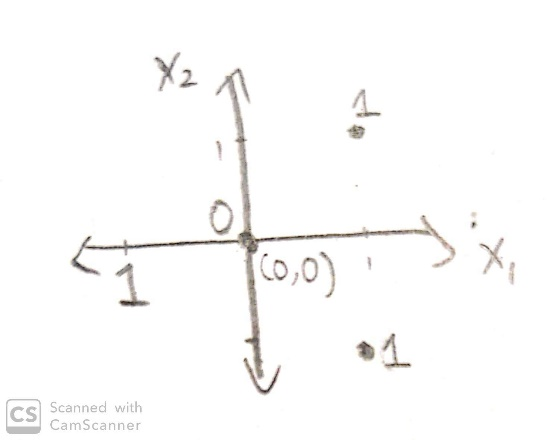 X₂
1
1
0
1
(0,0)
1
X₁
1
Scanned with
CamScanner
CS